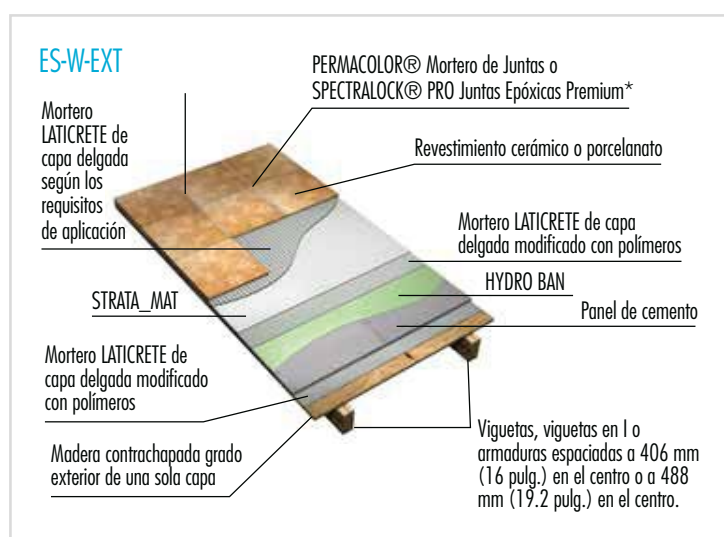 ES-W-EXT
PERMACOLOR® Mortero de Juntas o
SPECTRALOCK® PRO Juntas Epóxicas Premium*
Mortero
LATICRETE de
capa delgada
según los
requisitos
de aplicación
Revestimiento cerámico o porcelanato
Mortero LATICRETE de capa
delgada modificado con polímeros
HYDRO BAN
STRATA_MAT
Panel de cemento
Mortero LATICRETE de
capa delgada modificado
con polímeros
Madera contrachapada grado
exterior de una sola capa
Viguetas, viguetas en I o
armaduras espaciadas a 406 mm
(16 pulg.) en el centro o a 488
mm (19.2 pulg.) en el centro.